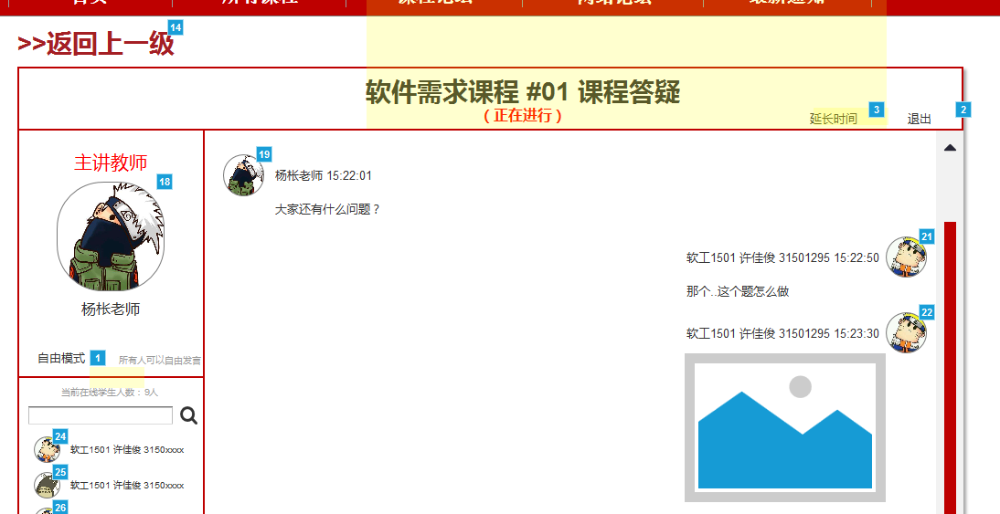 首页 所有课程 课程论坛 网站论坛 最新通知
>>返回上一级 14
软件需求课程 #01 课程答疑
（正在进行）
延长时间 3 退出 2
主讲教师
18
杨枨老师
自由模式 1 所有人可以自由发言
当前在线学生人数：9人
24
软工1501 许佳俊 3150xxxx
25
软工1501 许佳俊 3150xxxx
26
19
杨枨老师 15:22:01
大家还有什么问题？
21
软工1501 许佳俊 31501295 15:22:50
那个..这个题怎么做
22
软工1501 许佳俊 31501295 15:23:30